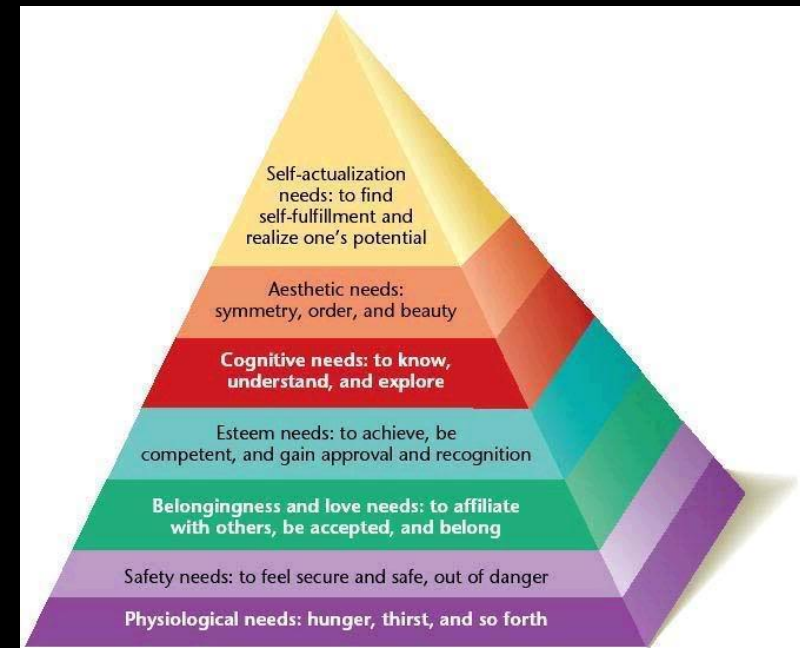 Self-actualization
needs: to find
self-fulfillment and
realize one's potential
Aesthetic needs:
symmetry, order, and beauty
Cognitive needs: to know,
understand, and explore
Esteem needs: to achieve, be
competent, and gain approval and recognition
Belongingness and love needs: to affiliate
with others, be accepted, and belong
Safety needs: to feel secure and safe, out of danger
Physiological needs: hunger, thirst, and so forth